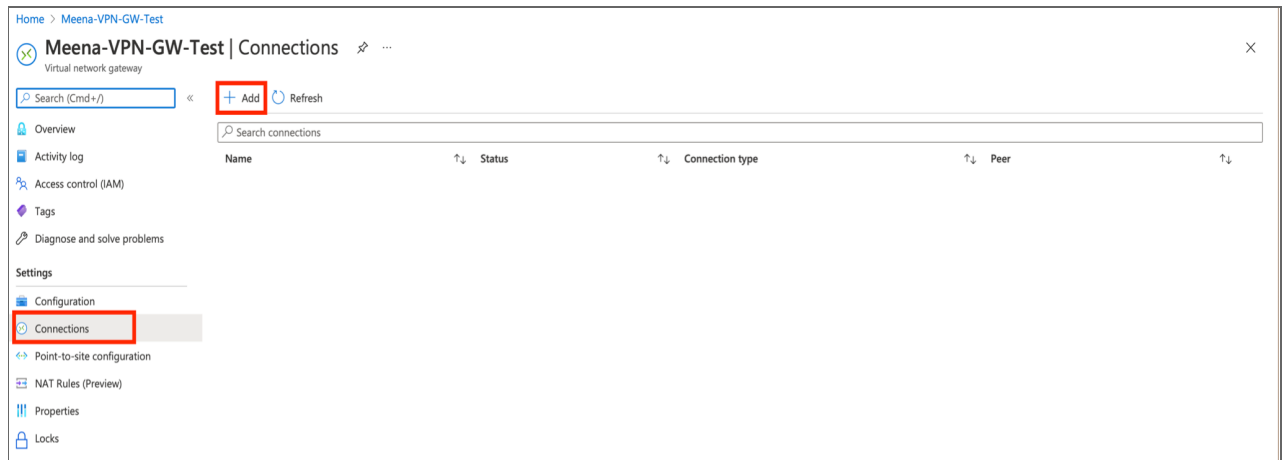 Home > Meena-VPN-GW-Test
Meena-VPN-GW-Test | Connections ...
Virtual network gateway
Search (Cmd+/)
«
+ Add Refresh
Search connections
Name ↑↓ Status ↑↓ Connection type ↑↓ Peer ↑↓
Overview
Activity log
Access control (IAM)
Tags
Diagnose and solve problems
Settings
Configuration
Connections
Point-to-site configuration
NAT Rules (Preview)
Properties
Locks